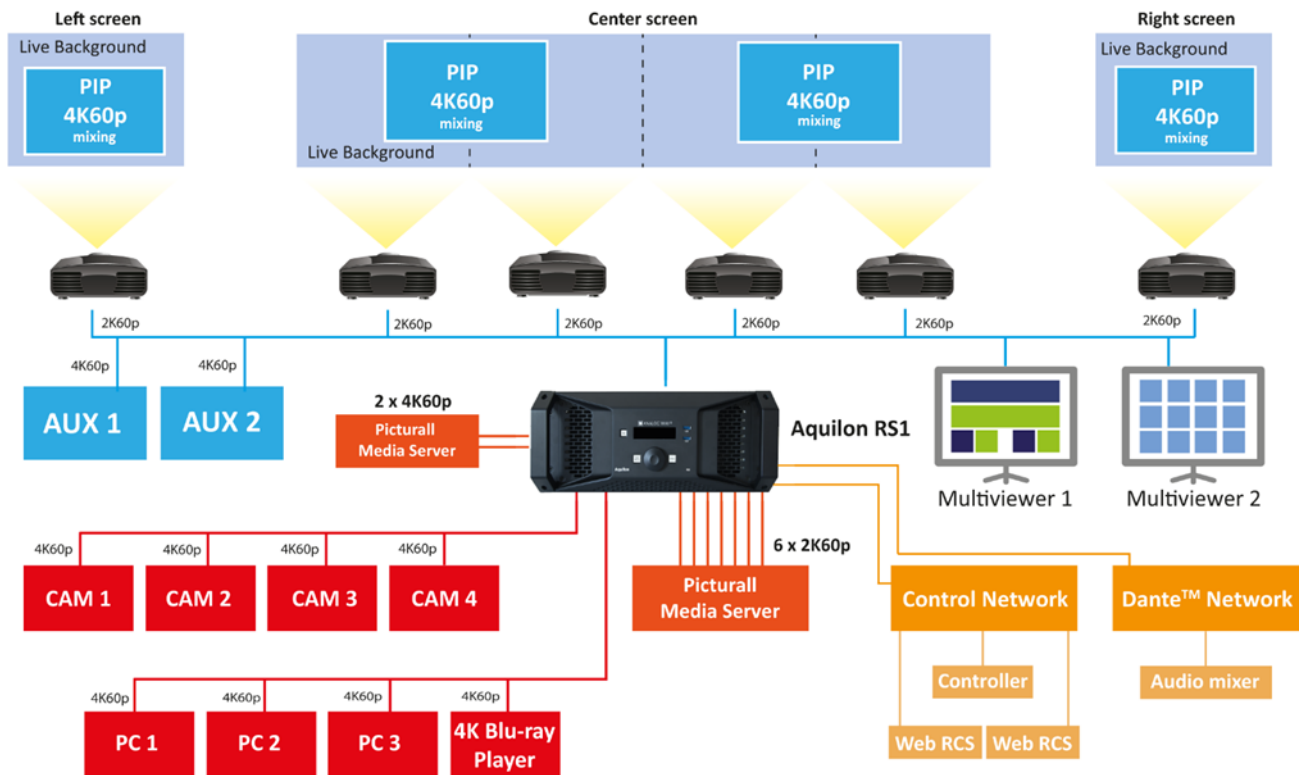 Left screen
Center screen
Right screen
Live Background
PIP
4K60p
mixing
PIP
4K60p
mixing
Live Background
PIP
4K60p
mixing
Live Background
PIP
4K60p
mixing
2K60p
2K60p
2K60p
2K60p
2K60p
2K60p
4K60p
4K60p
AUX 1
AUX 2
2 x 4K60p
Picturall
Media Server
Aquilon
Aquilon RS1
Multiviewer 1
Multiviewer 2
4K60p
4K60p
4K60p
4K60p
CAM 1
CAM 2
CAM 3
CAM 4
6 x 2K60p
Picturall
Media Server
Control Network
Dante™ Network
Controller
Audio mixer
Web RCS
Web RCS
4K60p
4K60p
4K60p
4K60p
PC 1
PC 2
PC 3
4K Blu-ray
Player